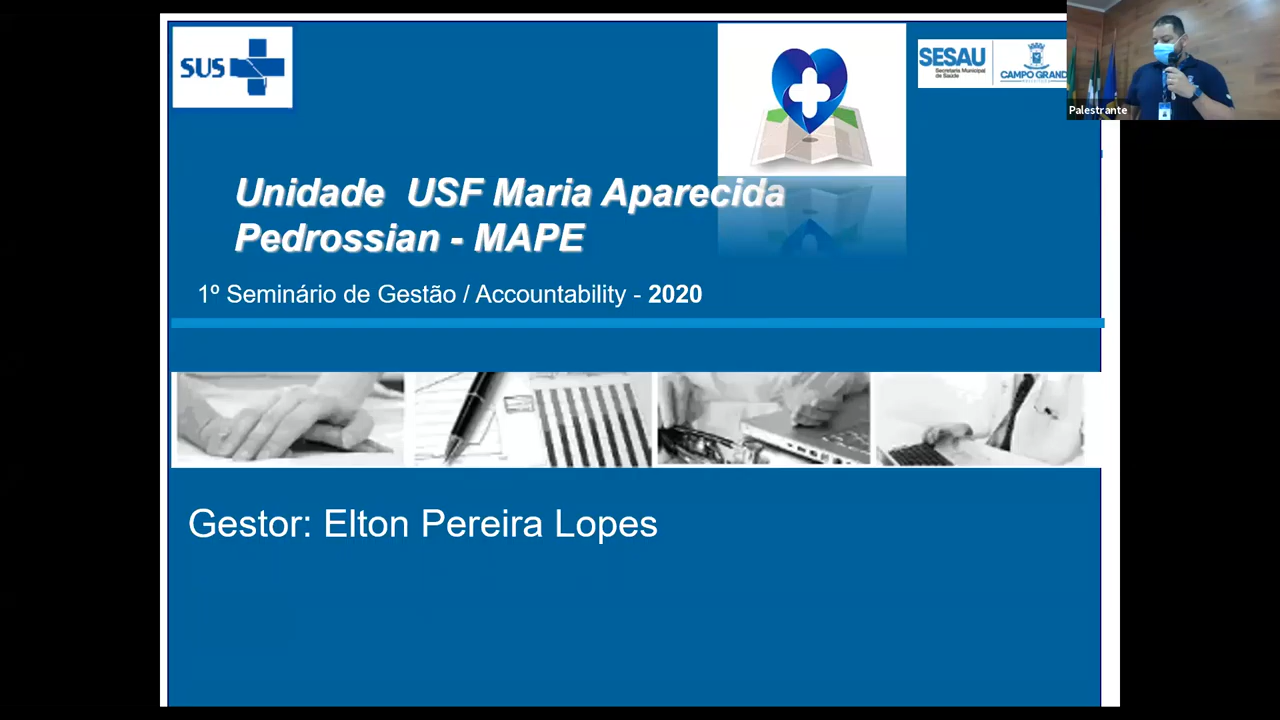 SUS
SESAU
Secretaria Municipal
de Saúde
CAMPO GRAND
Palestrante
Unidade  USF Maria Aparecida
Pedrossian - MAPE
1º Seminário de Gestão / Accountability - 2020
Gestor: Elton Pereira Lopes